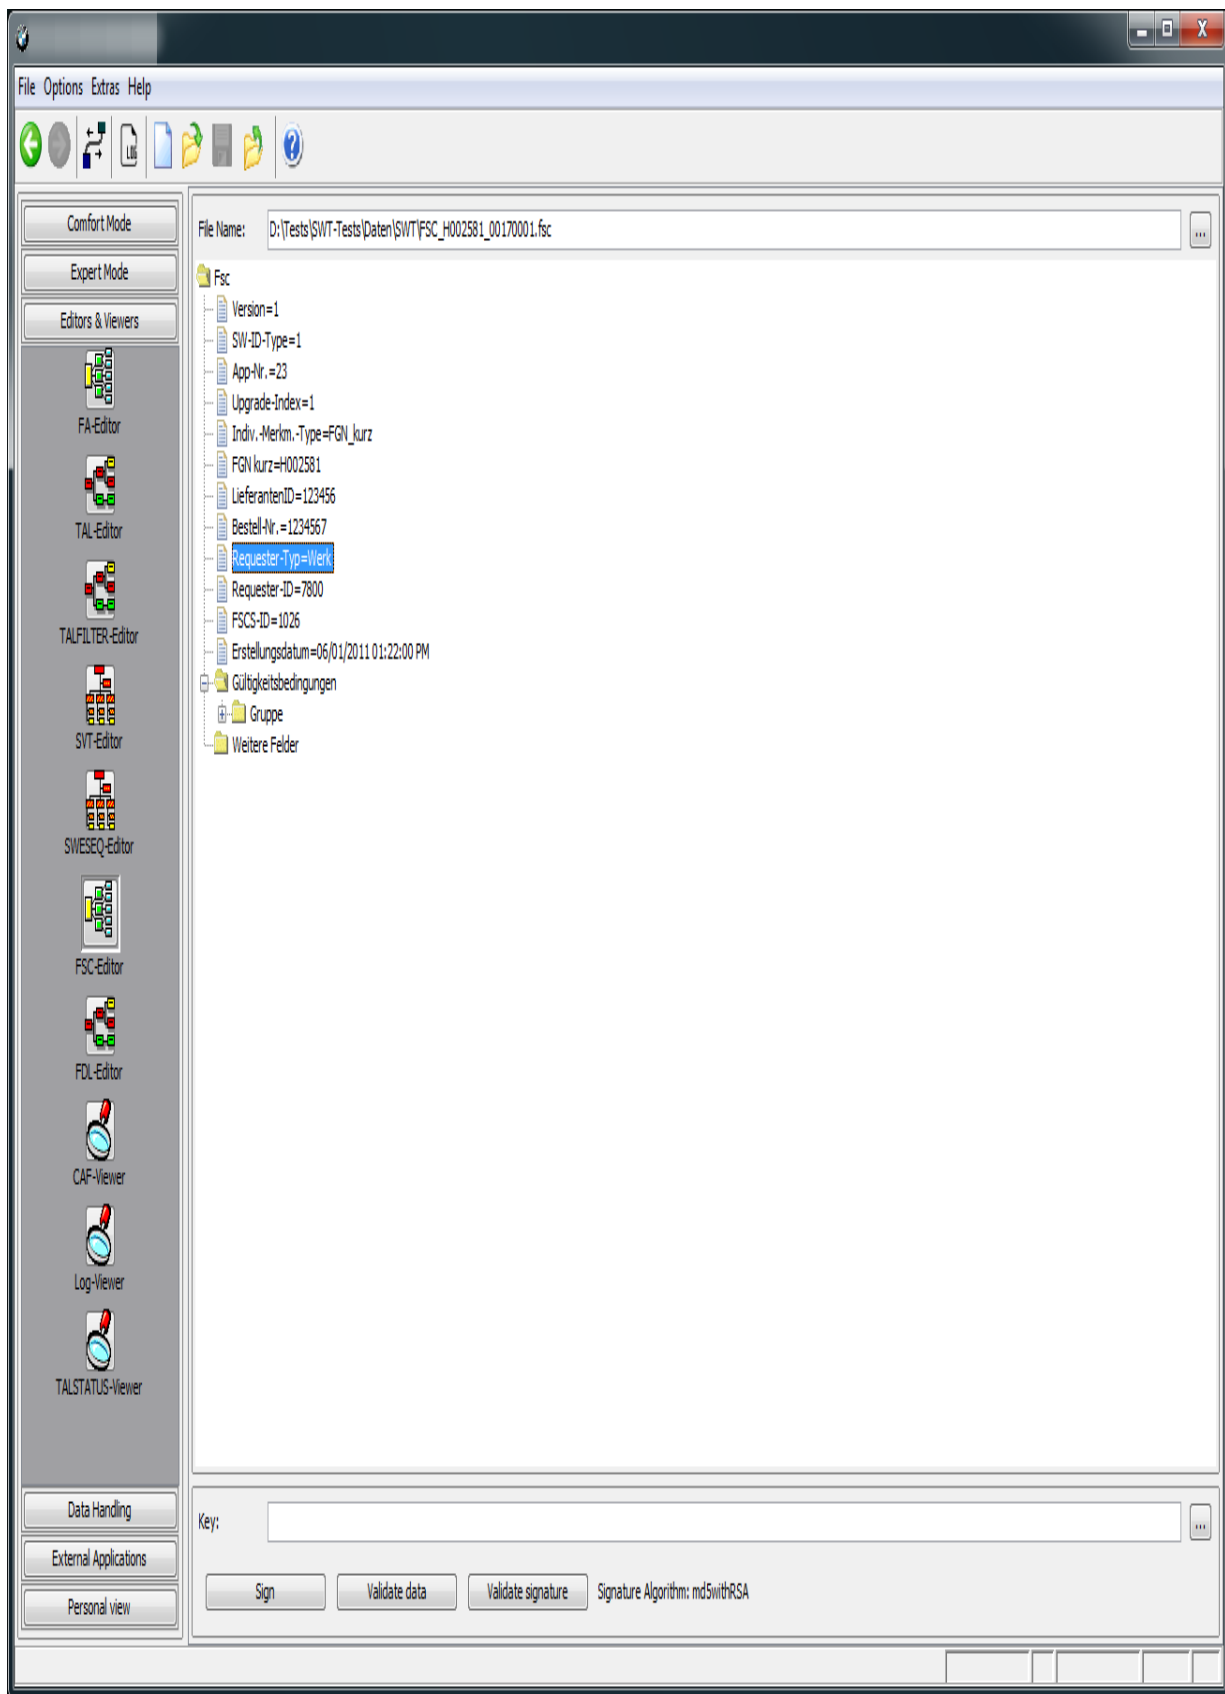 File Options Extras Help
LOG
Comfort Mode
Expert Mode
Editors & Viewers
FA-Editor
TAL-Editor
TALFILTER-Editor
SVT-Editor
SWESEQ-Editor
FSC-Editor
FDL-Editor
CAF-Viewer
Log-Viewer
TALSTATUS-Viewer
Data Handling
External Applications
Personal view
File Name: D:\Tests\SWT-Tests\Daten\SWT\FSC_H002581_00170001.fsc ...
Fsc
Version=1
SW-ID-Type=1
App-Nr.=23
Upgrade-Index=1
Indiv.-Merkm.-Type=FGN_kurz
FGN kurz=H002581
LieferantenID=123456
Bestell-Nr.=1234567
Requester-Typ=Werk
Requester-ID=7800
FSCS-ID=1026
Erstellungsdatum=06/01/2011 01:22:00 PM
Gültigkeitsbedingungen
Gruppe
Weitere Felder
Key: ...
Sign Validate data Validate signature Signature Algorithm: md5withRSA